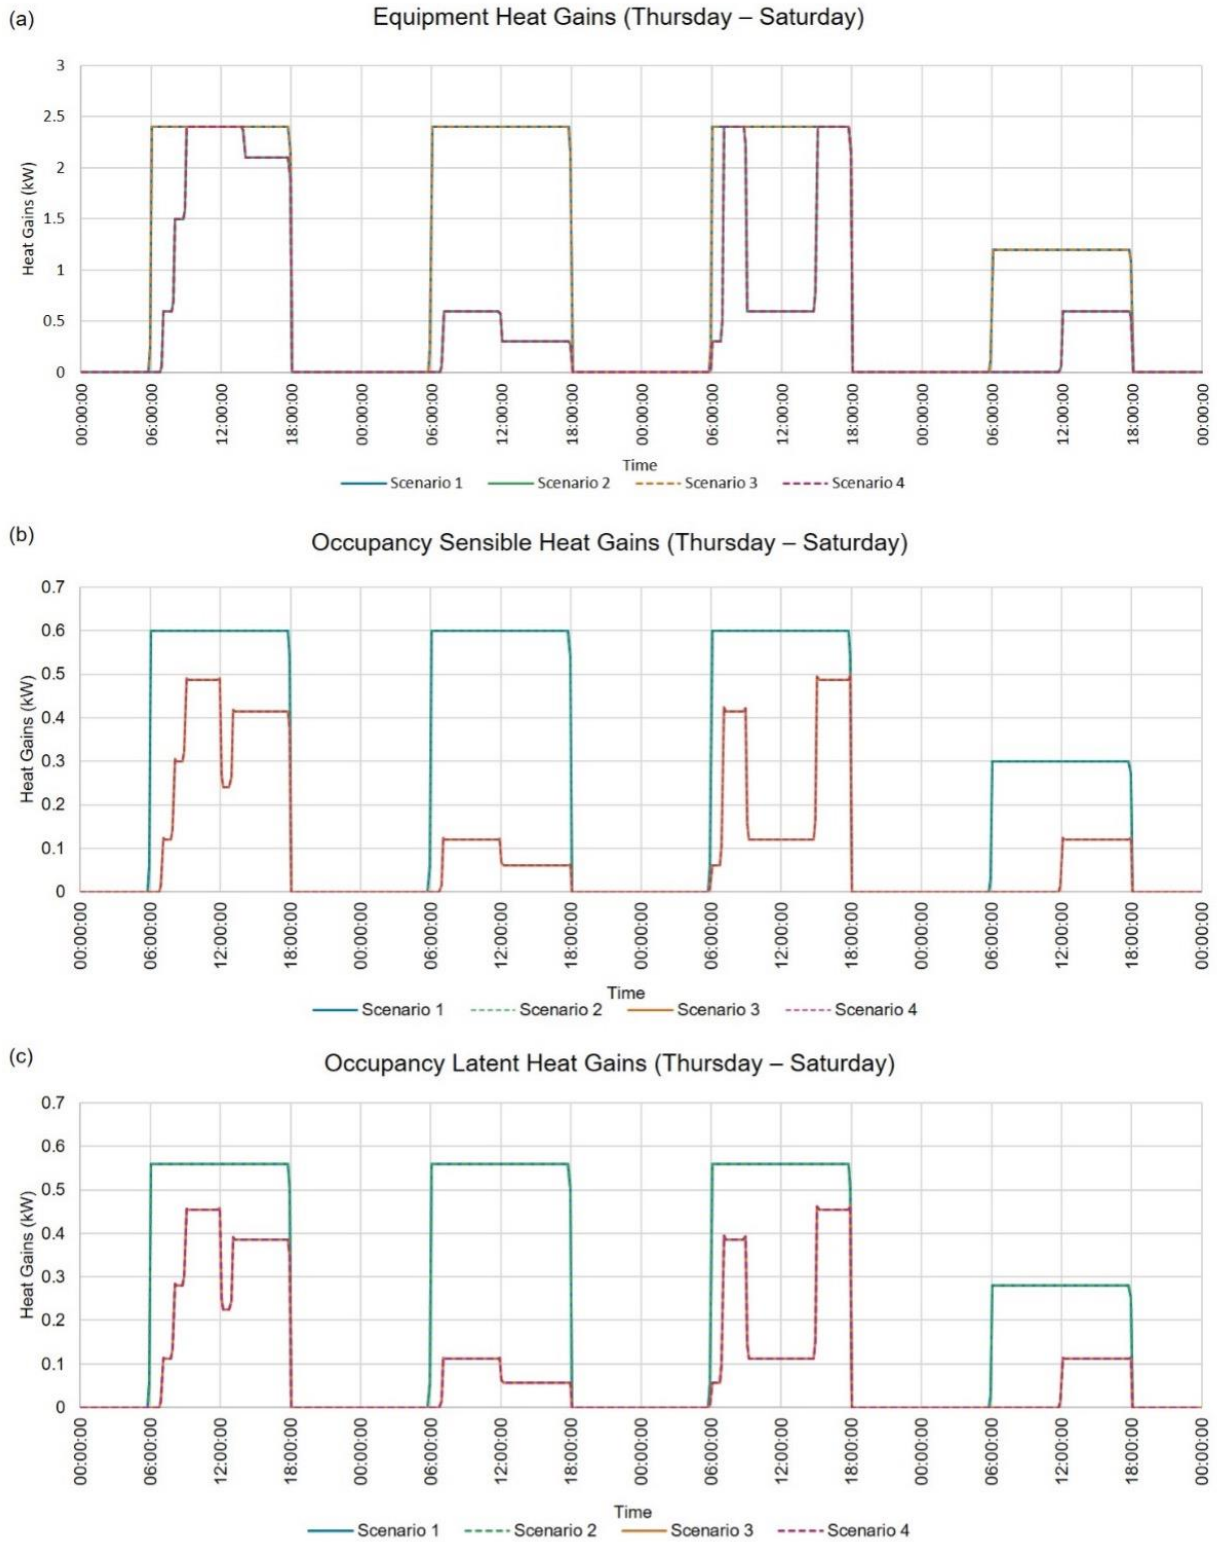 (a)
Equipment Heat Gains (Thursday – Saturday)
Heat Gains (kW)
3
2.5
2
1.5
1
0.5
0
00:00:00 06:00:00 12:00:00 18:00:00 00:00:00 06:00:00 12:00:00 18:00:00 00:00:00 06:00:00 12:00:00 18:00:00 00:00:00 06:00:00 12:00:00 18:00:00 00:00:00
Time
Scenario 1 Scenario 2 Scenario 3 Scenario 4
(b)
Occupancy Sensible Heat Gains (Thursday – Saturday)
Heat Gains (kW)
0.7
0.6
0.5
0.4
0.3
0.2
0.1
0
00:00:00 06:00:00 12:00:00 18:00:00 00:00:00 06:00:00 12:00:00 18:00:00 00:00:00 06:00:00 12:00:00 18:00:00 00:00:00 06:00:00 12:00:00 18:00:00 00:00:00
Time
Scenario 1 Scenario 2 Scenario 3 Scenario 4
(c)
Occupancy Latent Heat Gains (Thursday – Saturday)
Heat Gains (kW)
0.7
0.6
0.5
0.4
0.3
0.2
0.1
0
00:00:00 06:00:00 12:00:00 18:00:00 00:00:00 06:00:00 12:00:00 18:00:00 00:00:00 06:00:00 12:00:00 18:00:00 00:00:00 06:00:00 12:00:00 18:00:00 00:00:00
Time
Scenario 1 Scenario 2 Scenario 3 Scenario 4